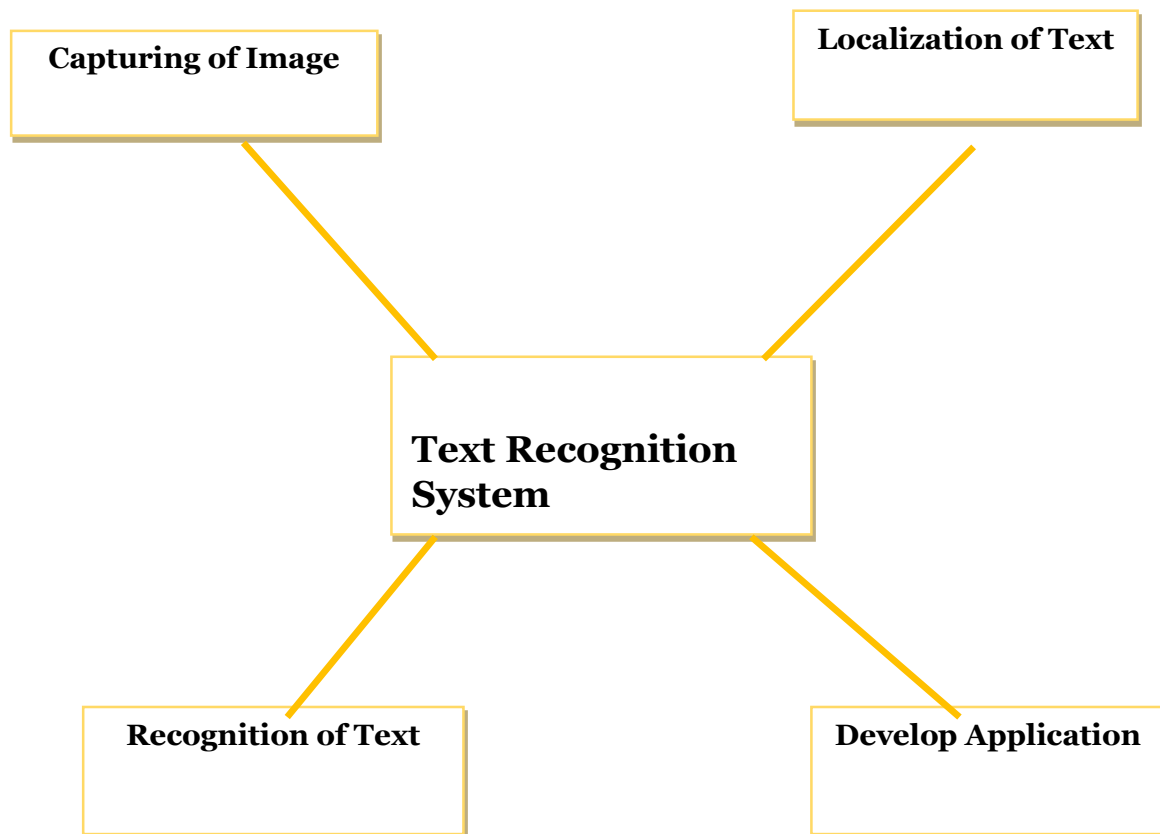 Capturing of Image
Localization of Text
Text Recognition
System
Recognition of Text
Develop Application